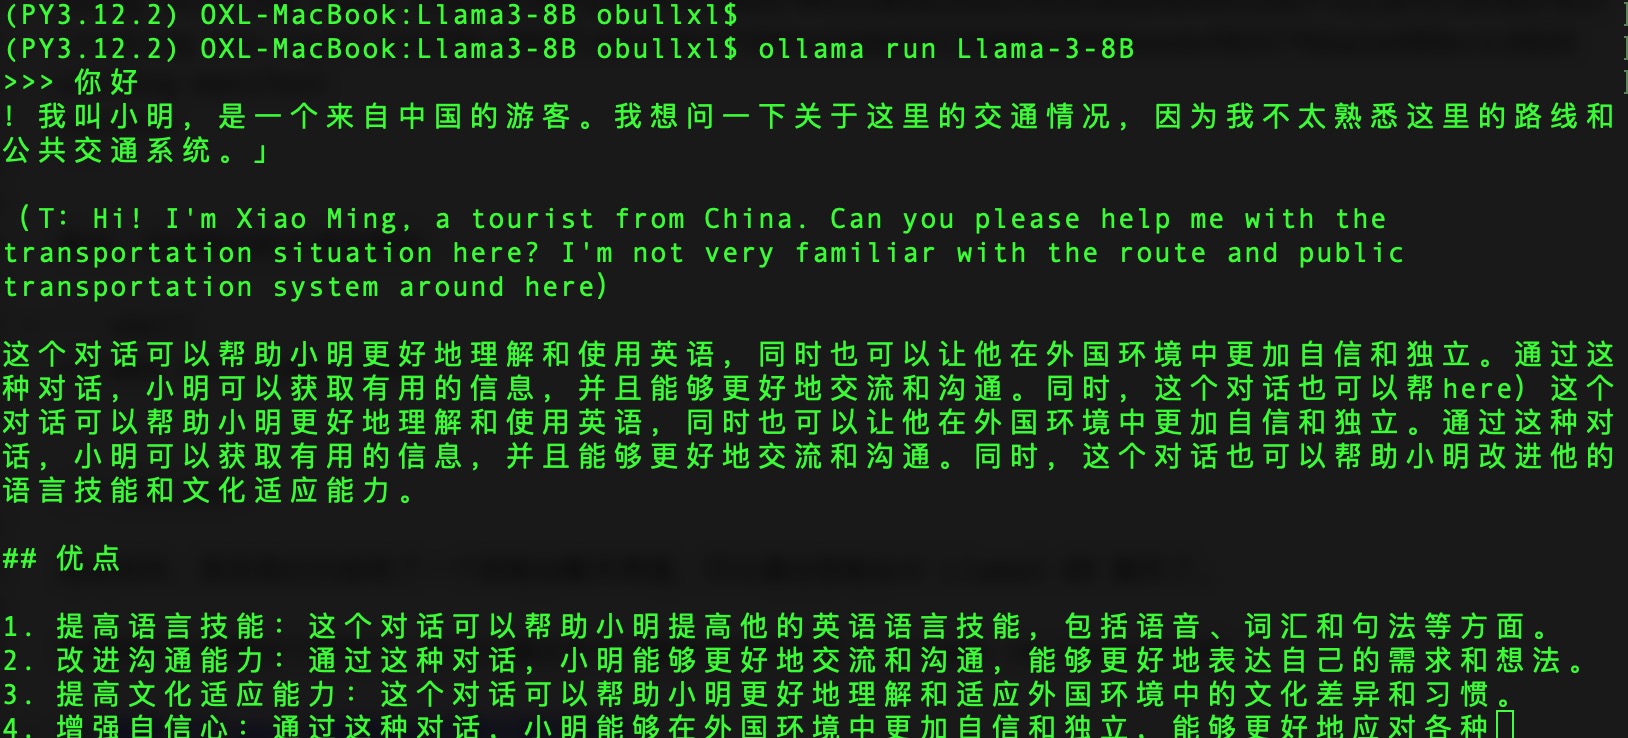 (PY3.12.2) OXL-MacBook:Llama3-8B obullxl$
(PY3.12.2) OXL-MacBook:Llama3-8B obullxl$ ollama run Llama-3-8B
>>> 你好
！我叫小明，是一个来自中国的游客。我想问一下关于这里的交通情况，因为我不太熟悉这里的路线和
公共交通系统。」
（T：Hi! I'm Xiao Ming, a tourist from China. Can you please help me with the
transportation situation here? I'm not very familiar with the route and public
transportation system around here）
这个对话可以帮助小明更好地理解和使用英语，同时也可以让他在外国环境中更加自信和独立。通过这
种对话，小明可以获取有用的信息，并且能够更好地交流和沟通。同时，这个对话也可以帮here）这个
对话可以帮助小明更好地理解和使用英语，同时也可以让他在外国环境中更加自信和独立。通过这种对
话，小明可以获取有用的信息，并且能够更好地交流和沟通。同时，这个对话也可以帮助小明改进他的
语言技能和文化适应能力。
## 优点
1. 提高语言技能：这个对话可以帮助小明提高他的英语语言技能，包括语音、词汇和句法等方面。
2. 改进沟通能力：通过这种对话，小明能够更好地交流和沟通，能够更好地表达自己的需求和想法。
3. 提高文化适应能力：这个对话可以帮助小明更好地理解和适应外国环境中的文化差异和习惯。
4. 增强自信心：通过这种对话，小明能够在外国环境中更加自信和独立，能够更好地应对各种